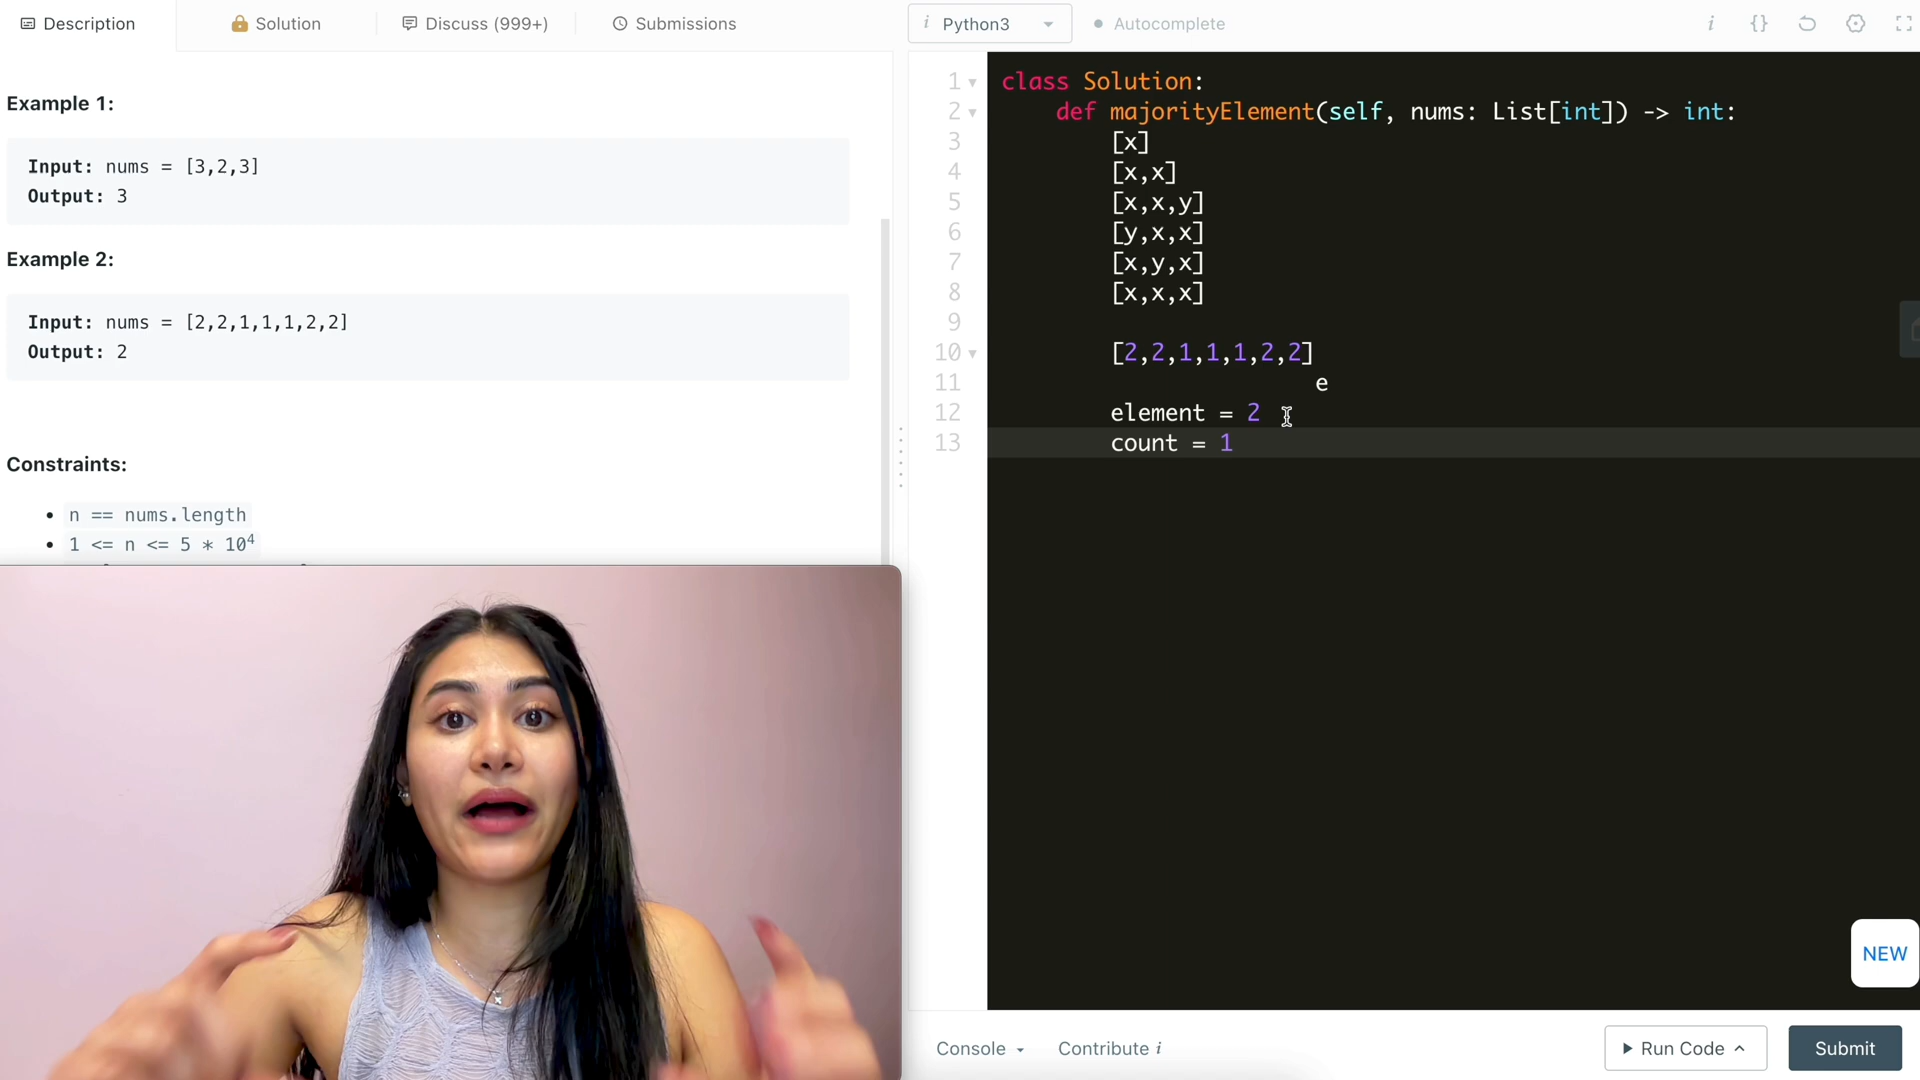 Description
Solution
Discuss (999+)
Submissions
i Python3
Autocomplete
i {}
Example 1:
Input: nums = [3,2,3]
Output: 3
Example 2:
Input: nums = [2,2,1,1,1,2,2]
Output: 2
Constraints:
n == nums.length
1 <= n <= 5 * 10⁴
1 class Solution:
2 def majorityElement(self, nums: List[int]) -> int:
3 [x]
4 [x,x]
5 [x,x,y]
6 [y,x,x]
7 [x,y,x]
8 [x,x,x]
9
10 [2,2,1,1,1,2,2]
11 e
12 element = 2
13 count = 1
NEW
Console
Contribute i
Run Code
Submit